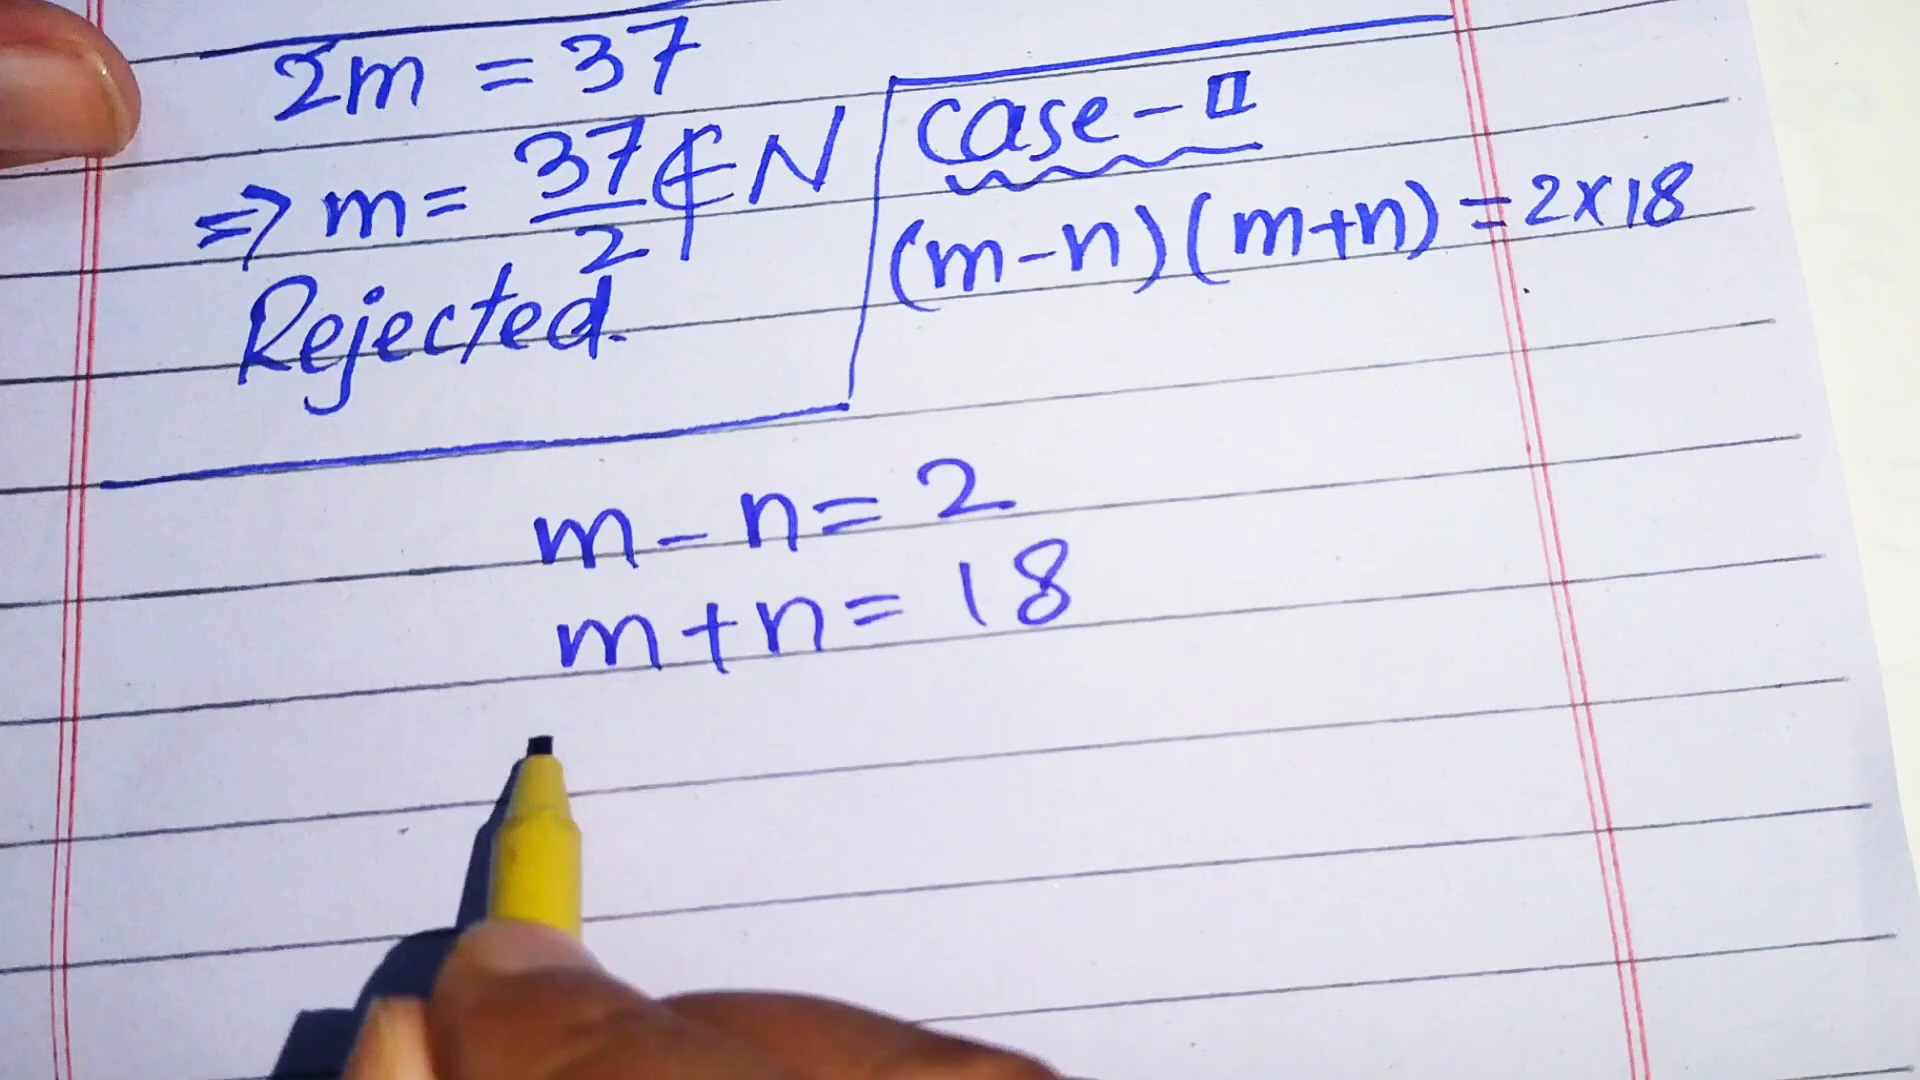 2m = 37
⇒ m = 37/2 ∉ N
Rejected.
case - II
(m-n)(m+n) = 2×18
m - n = 2
m + n = 18